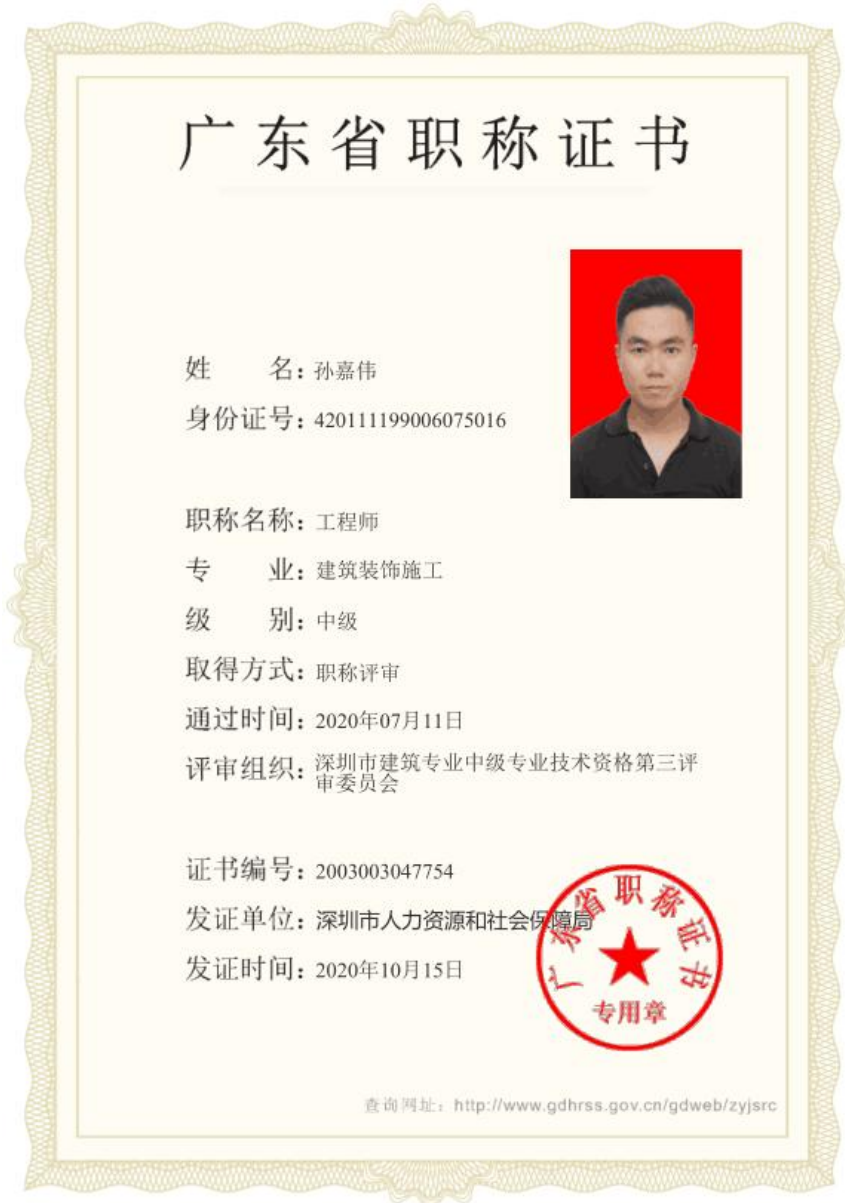 广东省职称证书
姓　　名：孙嘉伟
身份证号：420111199006075016
职称名称：工程师
专　　业：建筑装饰施工
级　　别：中级
取得方式：职称评审
通过时间：2020年07月11日
评审组织：深圳市建筑专业中级专业技术资格第三评
审委员会
证书编号：2003003047754
发证单位：深圳市人力资源和社会保障局
发证时间：2020年10月15日
广东省职称证书
专用章
查询网址：http://www.gdhrss.gov.cn/gdweb/zyjsrc